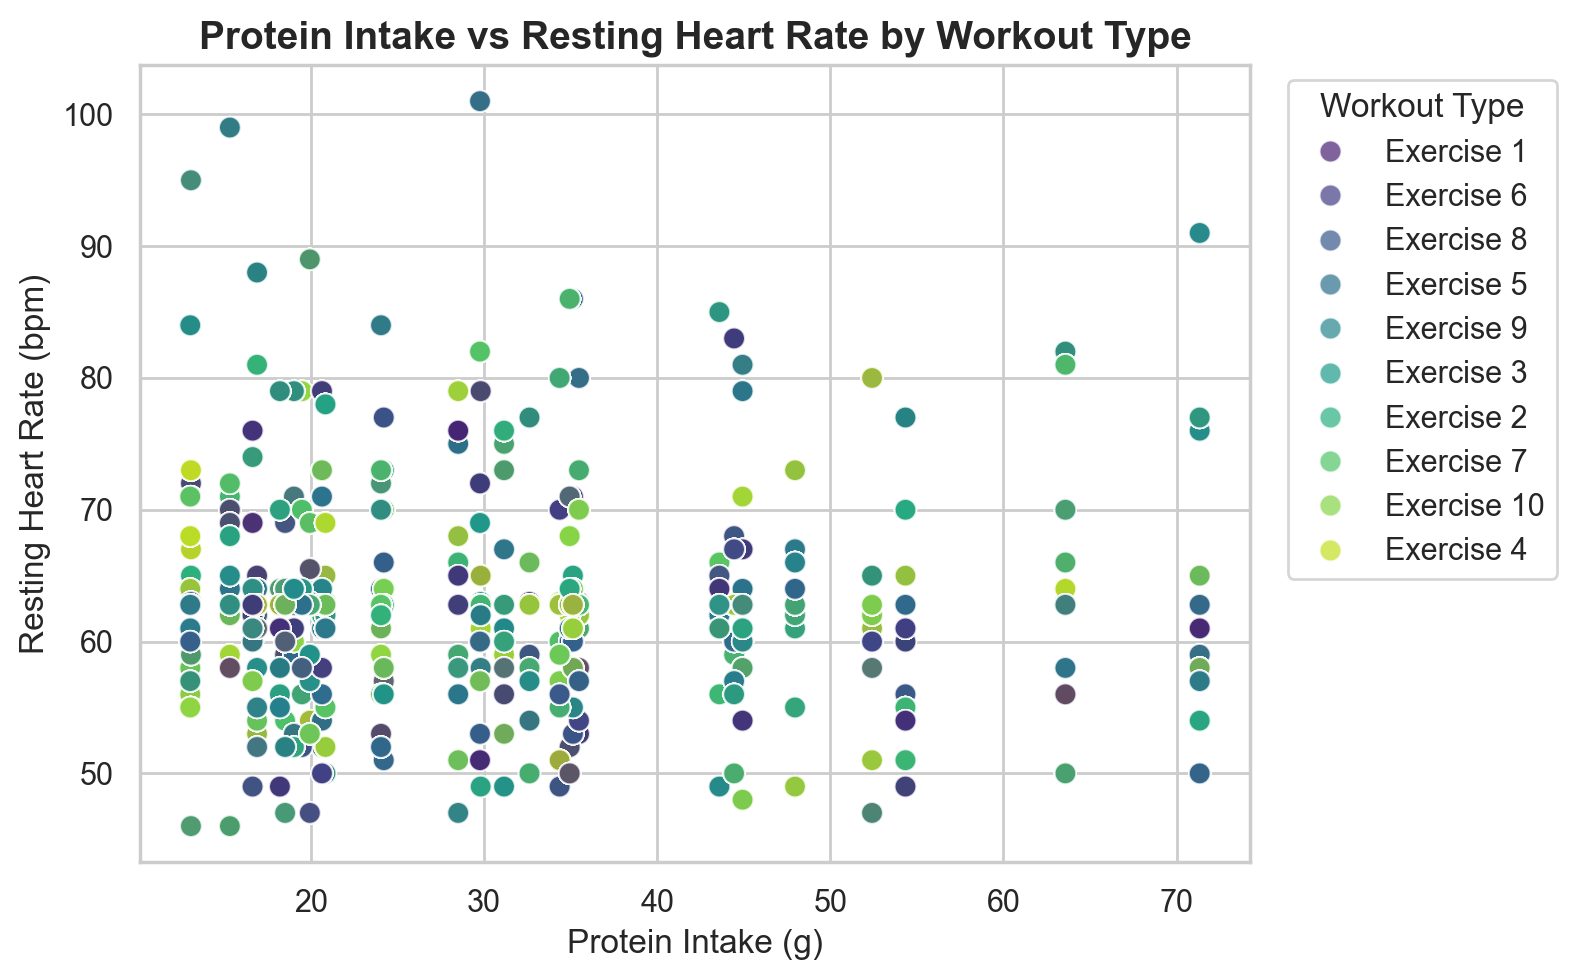 Protein Intake vs Resting Heart Rate by Workout Type
Resting Heart Rate (bpm)
100
90
80
70
60
50
20
30
40
50
60
70
Protein Intake (g)
Workout Type
Exercise 1
Exercise 6
Exercise 8
Exercise 5
Exercise 9
Exercise 3
Exercise 2
Exercise 7
Exercise 10
Exercise 4